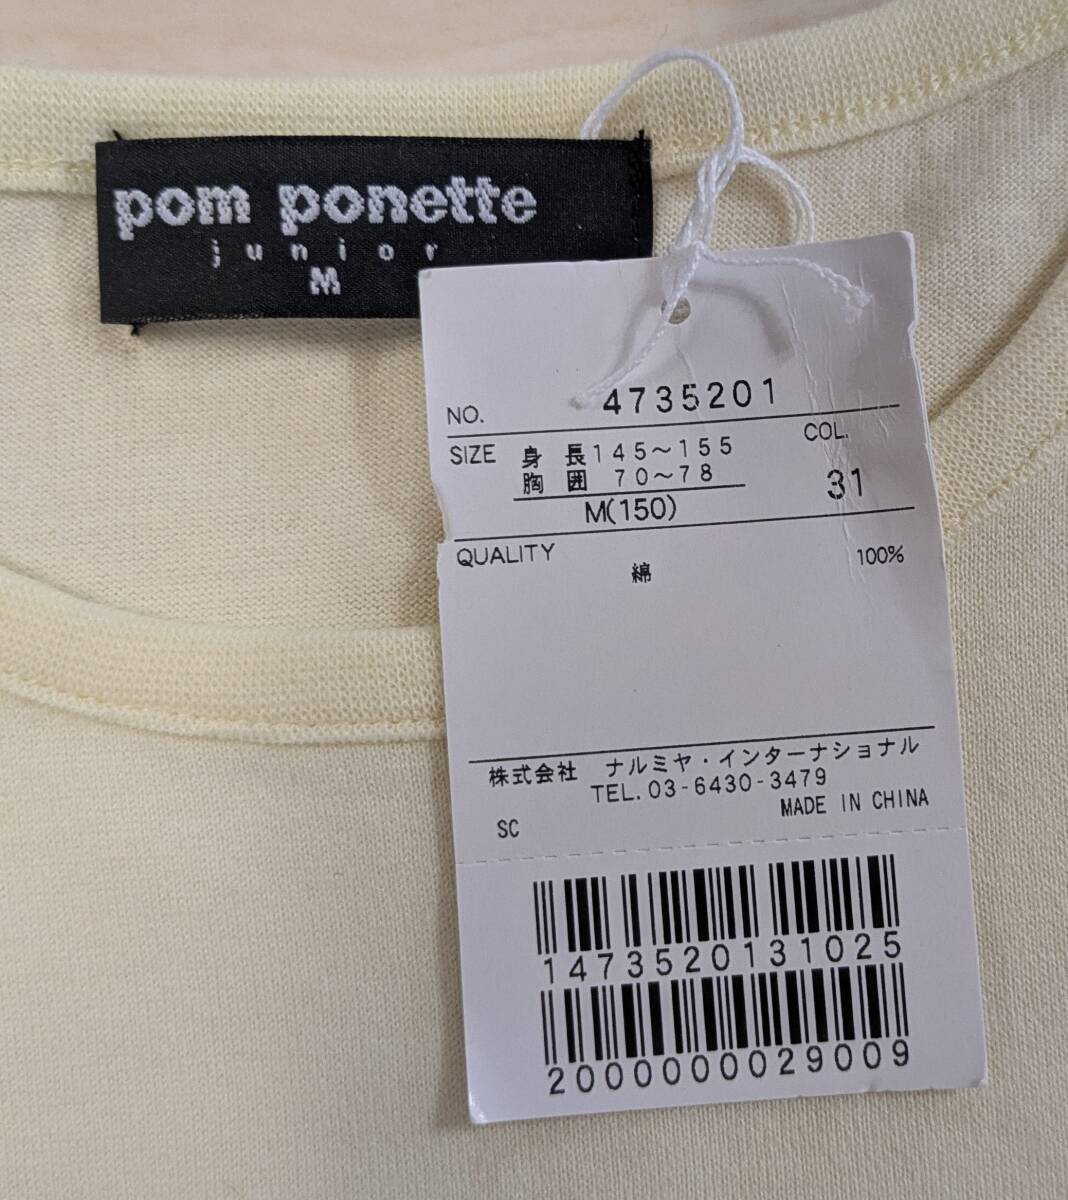 pom ponette
junior
M
NO. 4735201
SIZE 身長145～155 COL.
胸囲 70～78 31
M(150)
QUALITY
綿 100%
株式会社 ナルミヤ・インターナショナル
TEL. 03-6430-3479
MADE IN CHINA
SC
1473520131025
2000000029009